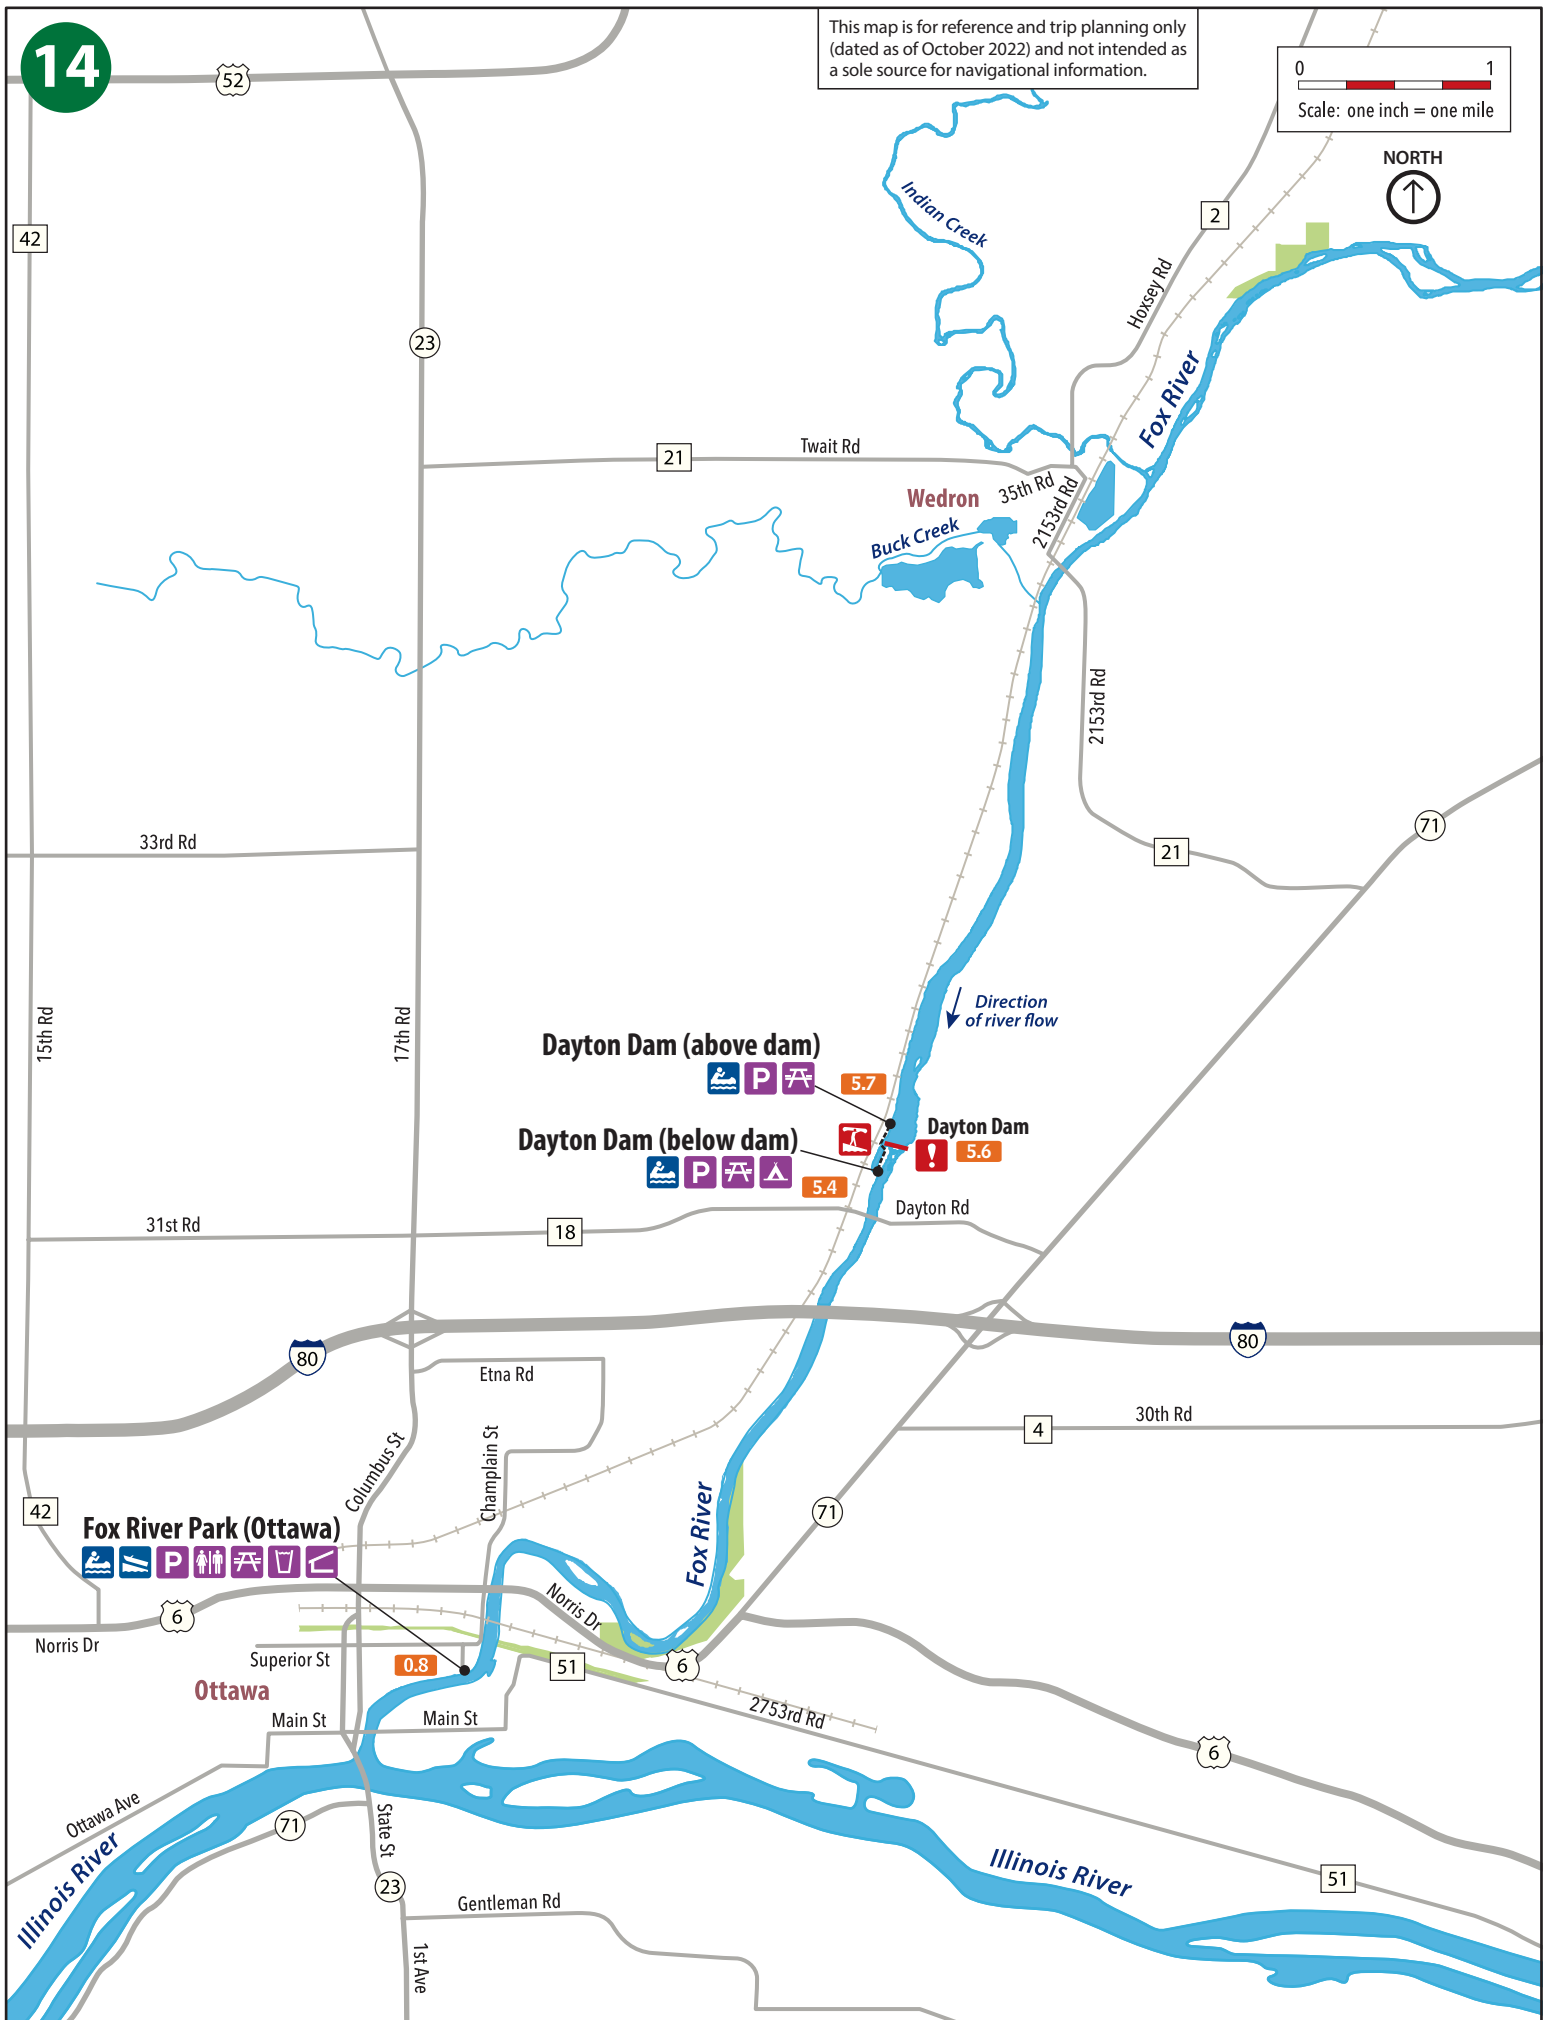 14
This map is for reference and trip planning only
(dated as of October 2022) and not intended as
a sole source for navigational information.
0 1
Scale: one inch = one mile
NORTH
52
42
2
Indian Creek
Hoxsey Rd
23
Fox River
21
Twait Rd
35th Rd
2153rd Rd
Wedron
Buck Creek
2153rd Rd
33rd Rd
71
21
15th Rd
17th Rd
Direction
of river flow
Dayton Dam (above dam)
P
5.7
Dayton Dam (below dam)
P
5.4
Dayton Dam
!
5.6
31st Rd
18
Dayton Rd
80
80
Etna Rd
30th Rd
4
Columbus St
Champlain St
42
Fox River
71
Fox River Park (Ottawa)
P
6
Norris Dr
Norris Dr
Superior St
0.8
51
6
Ottawa
Main St
Main St
2753rd Rd
6
Ottawa Ave
71
State St
Illinois River
Illinois River
51
23
Gentleman Rd
1st Ave